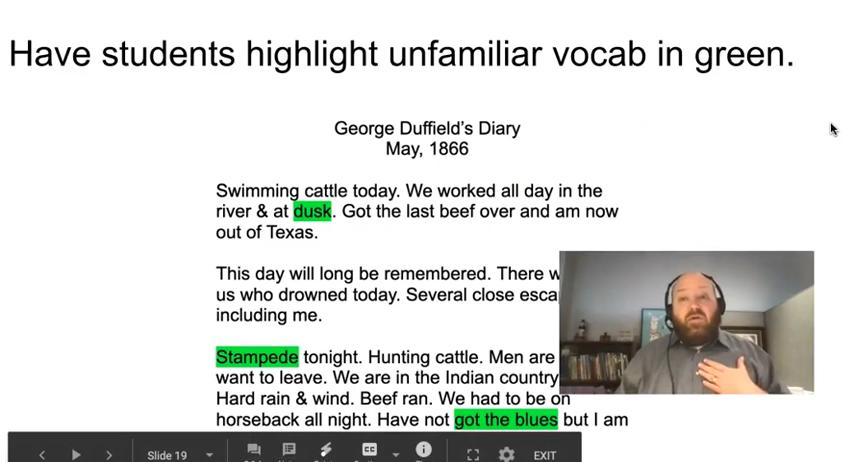 Have students highlight unfamiliar vocab in green.
George Duffield's Diary
May, 1866
Swimming cattle today. We worked all day in the
river & at dusk. Got the last beef over and am now
out of Texas.
This day will long be remembered. There
us who drowned today. Several close
including me.
Stampede tonight. Hunting cattle. Men are
want to leave. We are in the Indian country
Hard rain & wind. Beef ran. We had to be on
horseback all night. Have not got the blues but I am
Slide 19
EXIT